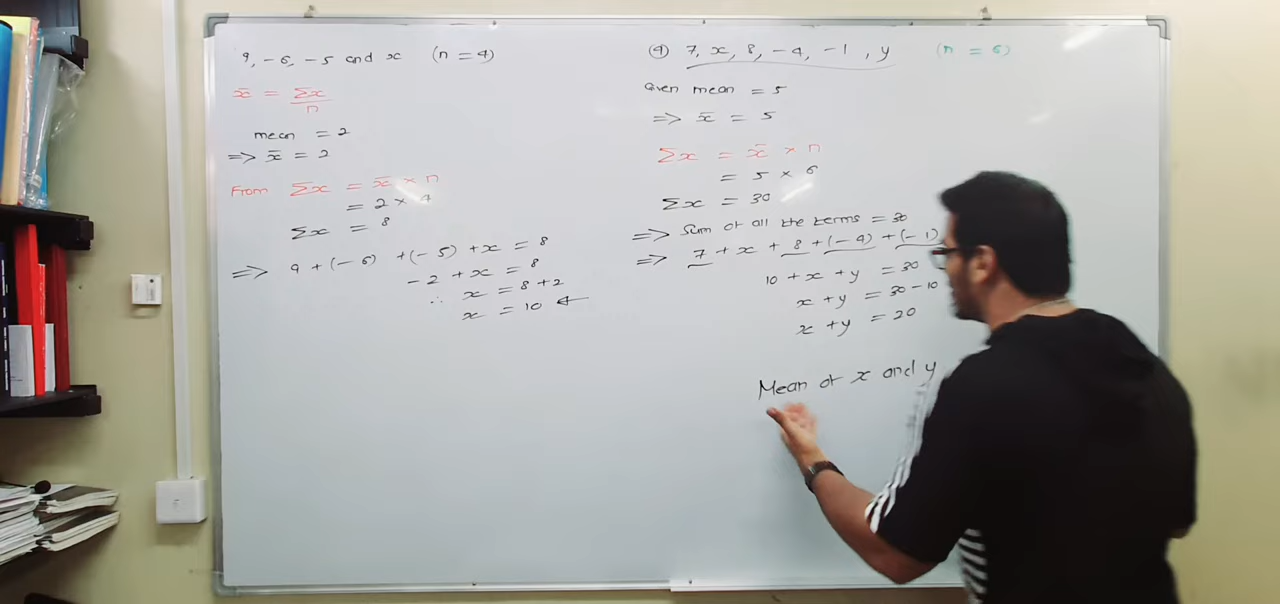 9, -6, -5 and x (n = 4)
x̄ = Σx / n
mean = 2
=> x̄ = 2
From Σx = x̄ × n
= 2 × 4
Σx = 8
=> 9 + (-6) + (-5) + x = 8
-2 + x = 8
∴ x = 8 + 2
x = 10 ←
④ 7, x, 8, -4, -1, y (n = 6)
Given mean = 5
=> x̄ = 5
Σx = x̄ × n
= 5 × 6
Σx = 30
=> Sum of all the terms = 30
=> 7 + x + 8 + (-4) + (-1)
10 + x + y = 30
x + y = 30 - 10
x + y = 20
Mean of x and y